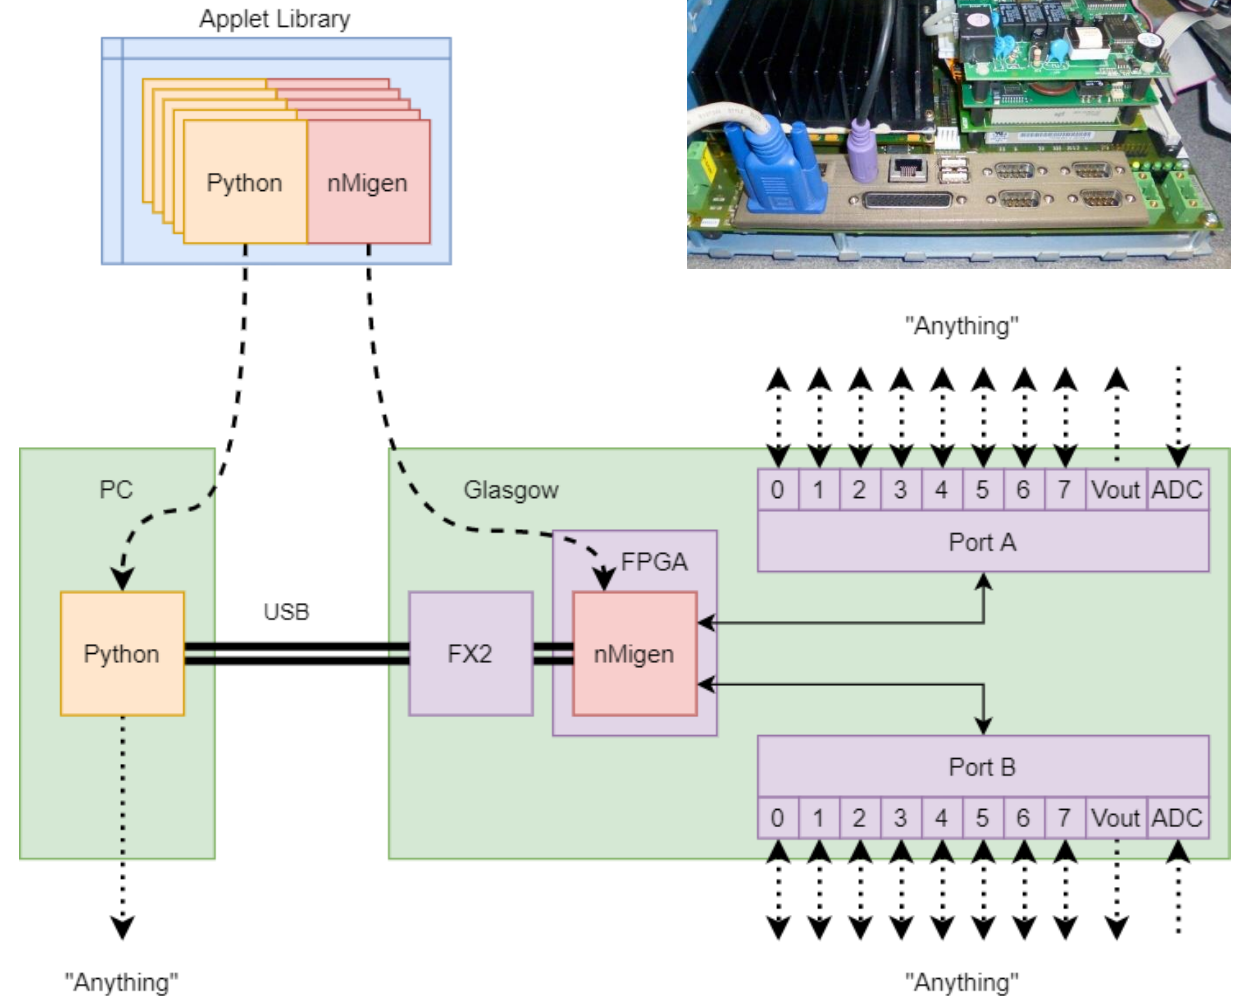 Applet Library
Python
nMigen
"Anything"
PC
Glasgow
0 1 2 3 4 5 6 7 Vout ADC
Port A
FPGA
USB
Python
FX2
nMigen
Port B
0 1 2 3 4 5 6 7 Vout ADC
"Anything"
"Anything"